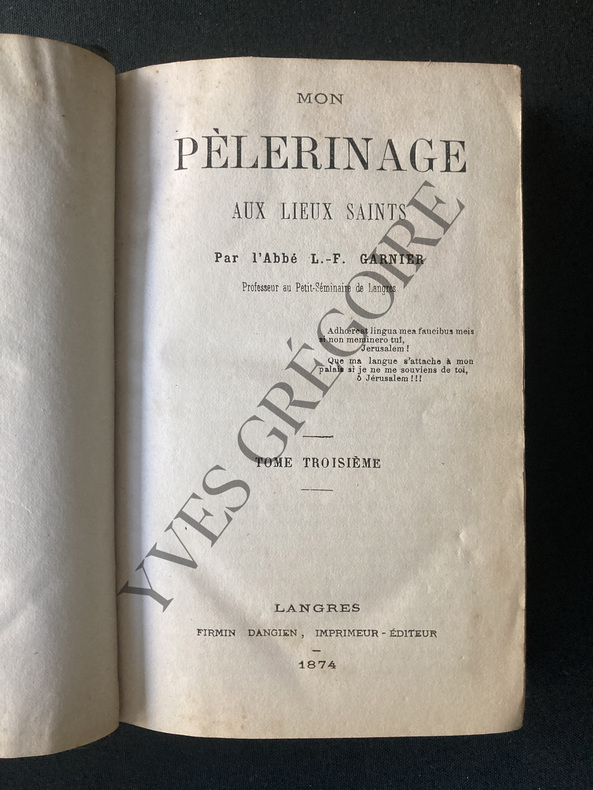 MON
PÈLERINAGE
AUX LIEUX SAINTS
Par l'Abbé L.-F. GARNIER
Professeur au Petit-Séminaire de Langres
Adhœreat lingua mea faucibus meis
si non meminero tuî,
Jerusalem !
Que ma langue s'attache à mon
palais si je ne me souviens de toi,
ô Jérusalem !!!
TOME TROISIÈME
LANGRES
FIRMIN DANGIEN, IMPRIMEUR-ÉDITEUR
1874
YVES GRÉGOIRE